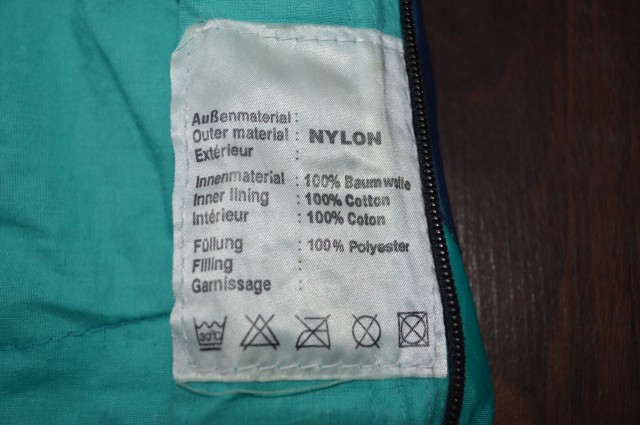 Außenmaterial :
Outer material : NYLON
Extérieur :
Innenmaterial : 100% Baumwolle
Inner lining : 100% Cotton
Intérieur : 100% Coton
Füllung : 100% Polyester
Filling :
Garnissage :
30°C